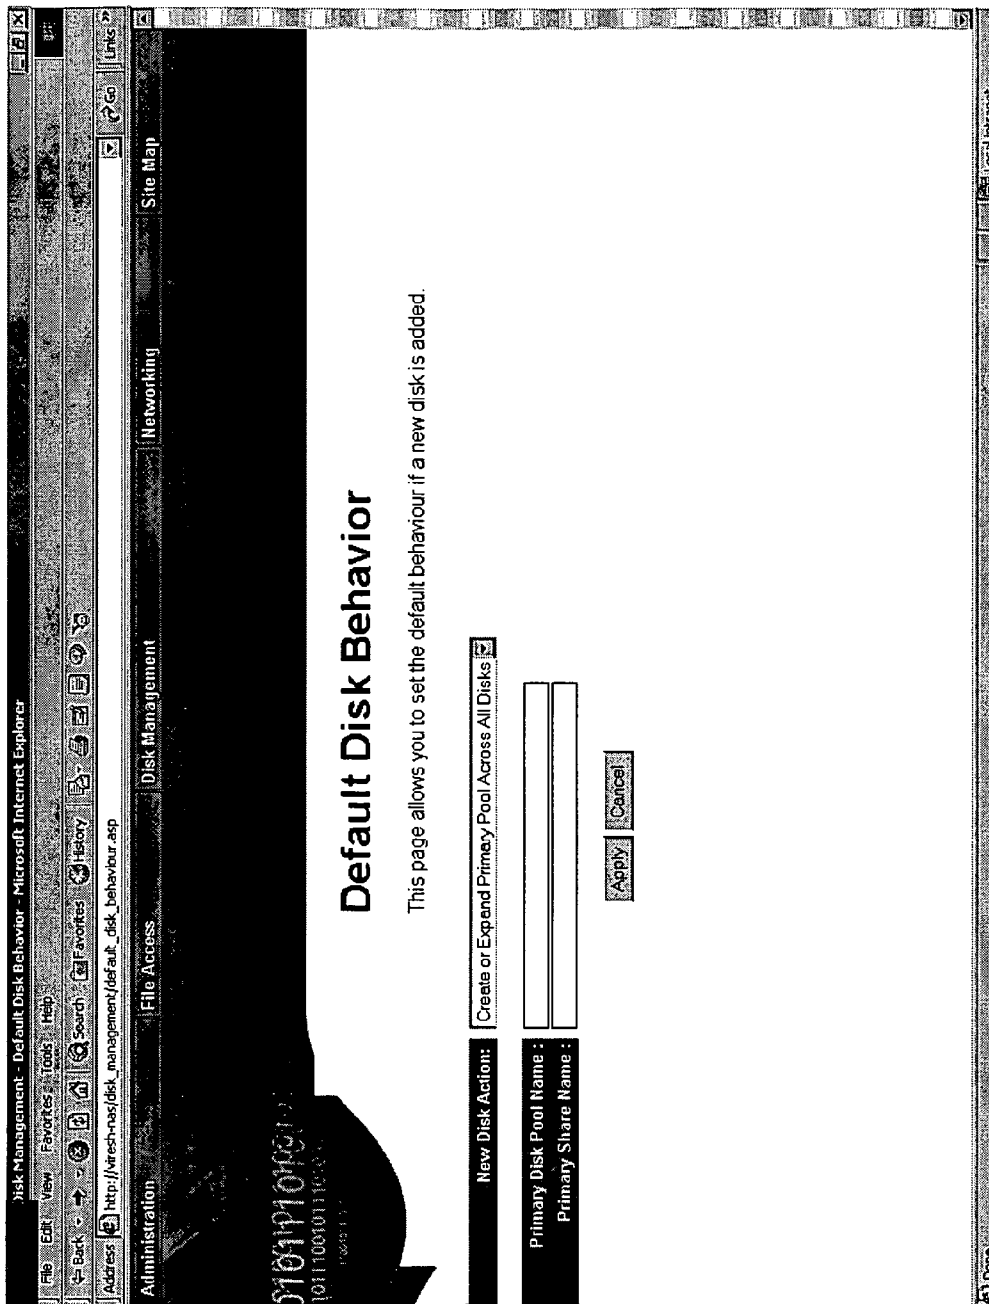 Disk Management - Default Disk Behavior - Microsoft Internet Explorer
File Edit View Favorites Tools Help
Back Search Favorites History
Address http://viresh-nas/disk_management/default_disk_behaviour.asp Go Links »
Administration File Access Disk Management Networking Site Map
Default Disk Behavior
This page allows you to set the default behaviour if a new disk is added.
New Disk Action: Create or Expand Primary Pool Across All Disks
Primary Disk Pool Name :
Primary Share Name :
Apply Cancel
Done Local intranet